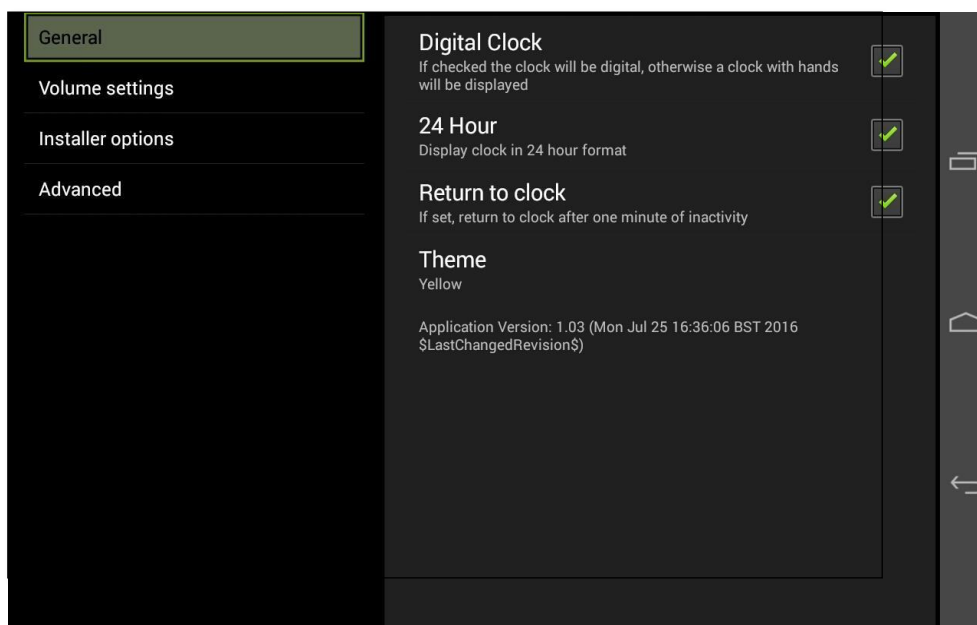 General
Volume settings
Installer options
Advanced
Digital Clock
If checked the clock will be digital, otherwise a clock with hands
will be displayed
24 Hour
Display clock in 24 hour format
Return to clock
If set, return to clock after one minute of inactivity
Theme
Yellow
Application Version: 1.03 (Mon Jul 25 16:36:06 BST 2016
$LastChangedRevision$)